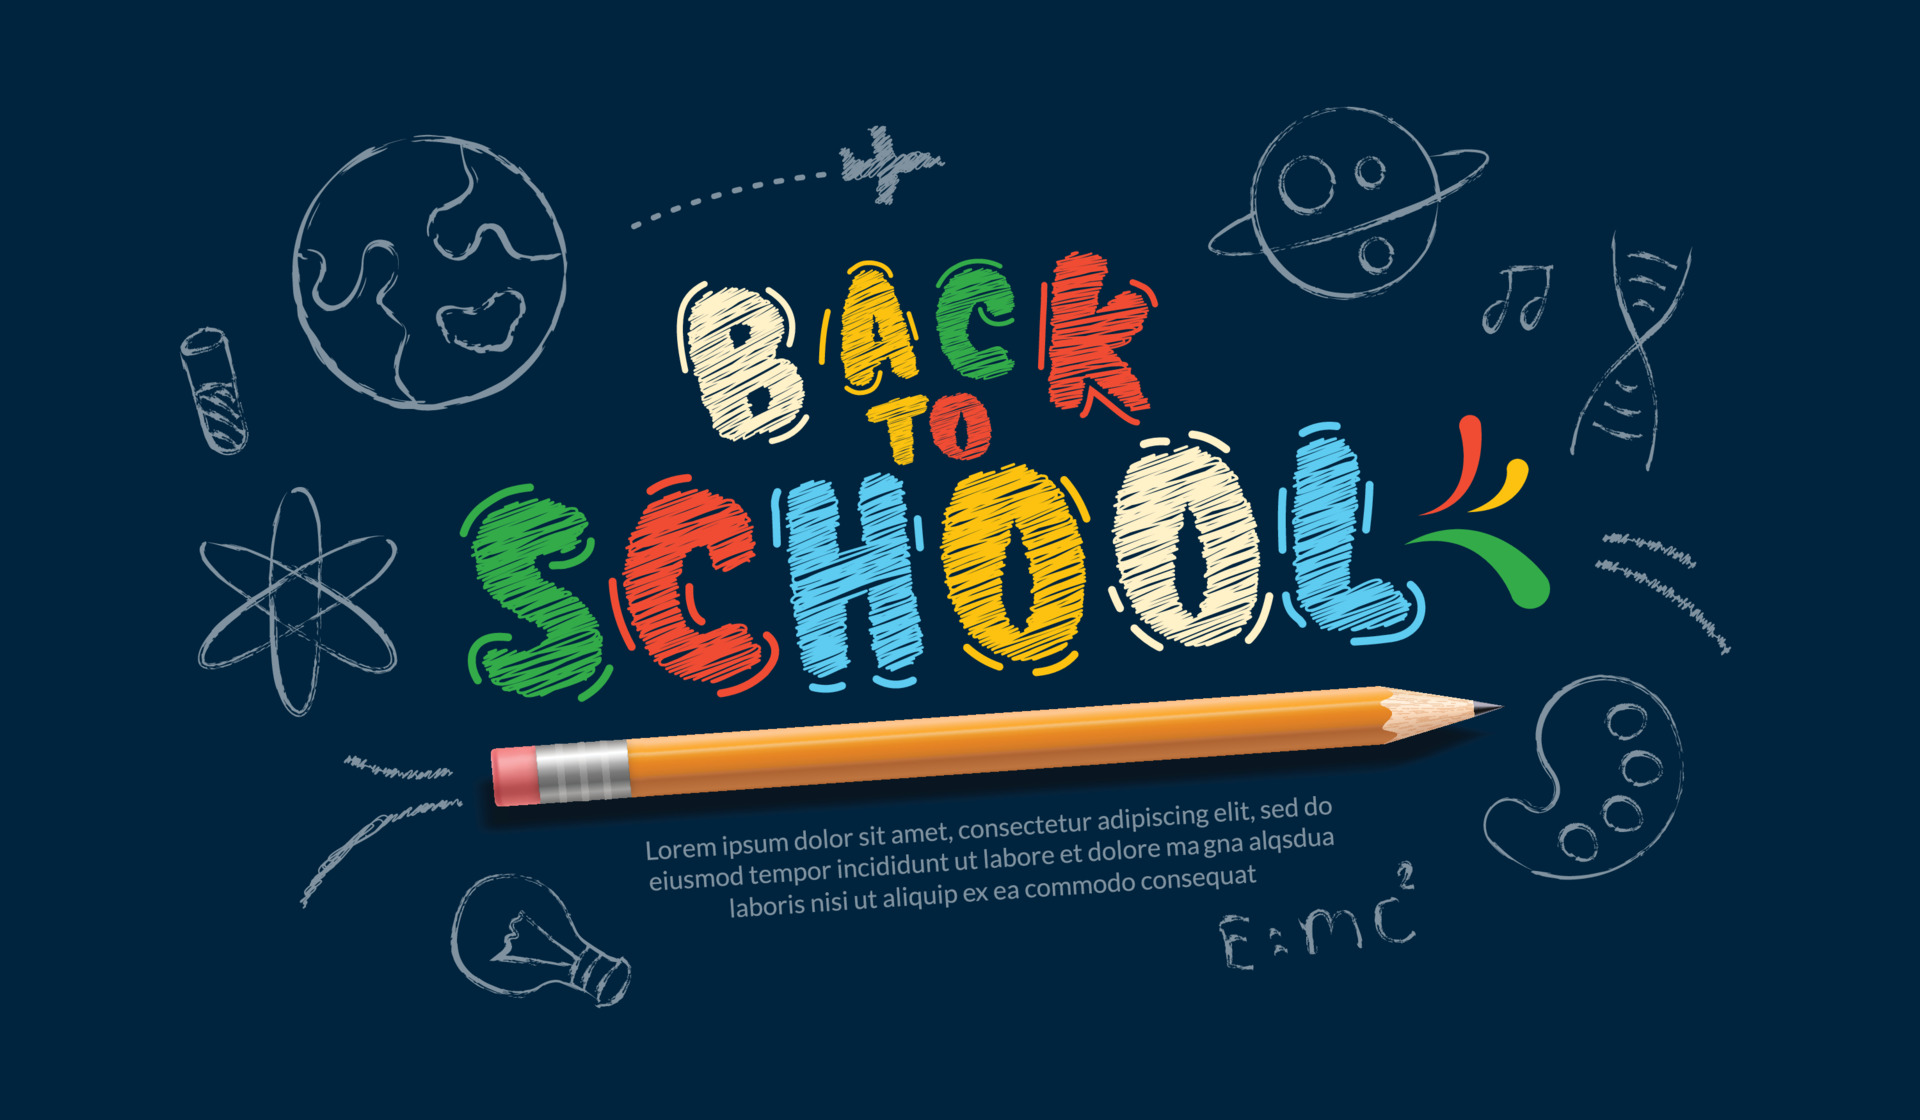 BACK
TO
SCHOOL
Lorem ipsum dolor sit amet, consectetur adipiscing elit, sed do
eiusmod tempor incididunt ut labore et dolore ma gna alqsdua
laboris nisi ut aliquip ex ea commodo consequat
E=mc²